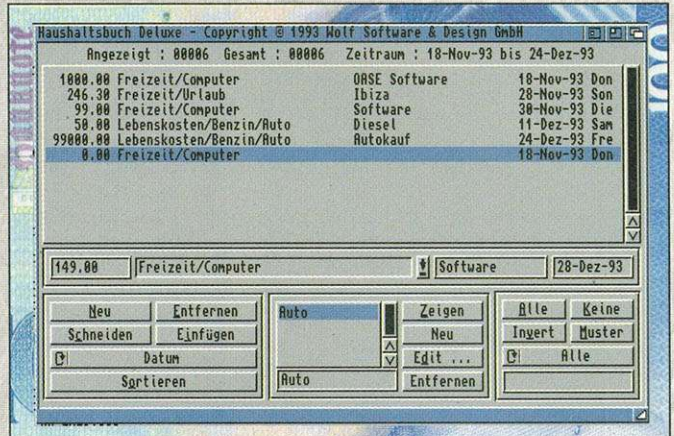 Haushaltsbuch Deluxe - Copyright © 1993 Wolf Software & Design GmbH
Angezeigt : 00006 Gesamt : 00006 Zeitraum : 18-Nov-93 bis 24-Dez-93
1000.00 Freizeit/Computer OASE Software 18-Nov-93 Don
246.30 Freizeit/Urlaub Ibiza 28-Nov-93 Son
99.00 Freizeit/Computer Software 30-Nov-93 Die
50.00 Lebenskosten/Benzin/Auto Diesel 11-Dez-93 Sam
99000.00 Lebenskosten/Benzin/Auto Autokauf 24-Dez-93 Fre
0.00 Freizeit/Computer 18-Nov-93 Don
149.00 Freizeit/Computer Software 28-Dez-93
Neu Entfernen Auto Zeigen Alle Keine
Schneiden Einfügen Neu Invert Muster
Datum Edit ... Alle
Sortieren Auto Entfernen
100